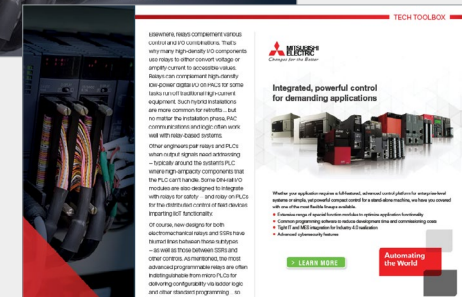 TECH TOOLBOX
Elsewhere, relays complement various
control and I/O combinations. That's
why many high-density I/O components
use relays to either convert voltage or
amplify current to accessible values.
Relays can complement high-density
low-power digital I/O on PACs for some
tasks run off traditional high-current
equipment. Such hybrid installations
are more common for retrofits ... but
no matter the installation phase, PAC
communications and logic often work
well with relay-based systems.
Other engineers pair relays and PLCs
when output signals need addressing
— typically around the system's PLC
where high-ampacity components that
the PLC can't handle. Some DIN-rail I/O
modules are also designed to integrate
with relays for safety — and relay-on-PLCs
for the distributed control of field devices
imparting IIoT functionality.
Of course, new designs for both
electromechanical relays and SSRs have
blurred lines between these subtypes
— as well as those between SSRs and
other controls. As mentioned, the most
advanced programmable relays are often
indistinguishable from micro PLCs for
delivering configurability via ladder logic
and other standard programming ... so
MITSUBISHI
ELECTRIC
Changes for the Better
Integrated, powerful control
for demanding applications
Whether your application requires a full-featured, advanced control platform for enterprise-level
systems or simple, yet powerful compact control for a stand-alone machine, we have you covered
with one of the most flexible lineups available.
Extensive range of special function modules to optimize application functionality
Common programming software to reduce development time and commissioning costs
Tight IT and MES integration for Industry 4.0 realization
Advanced cybersecurity features
> LEARN MORE
Automating
the World